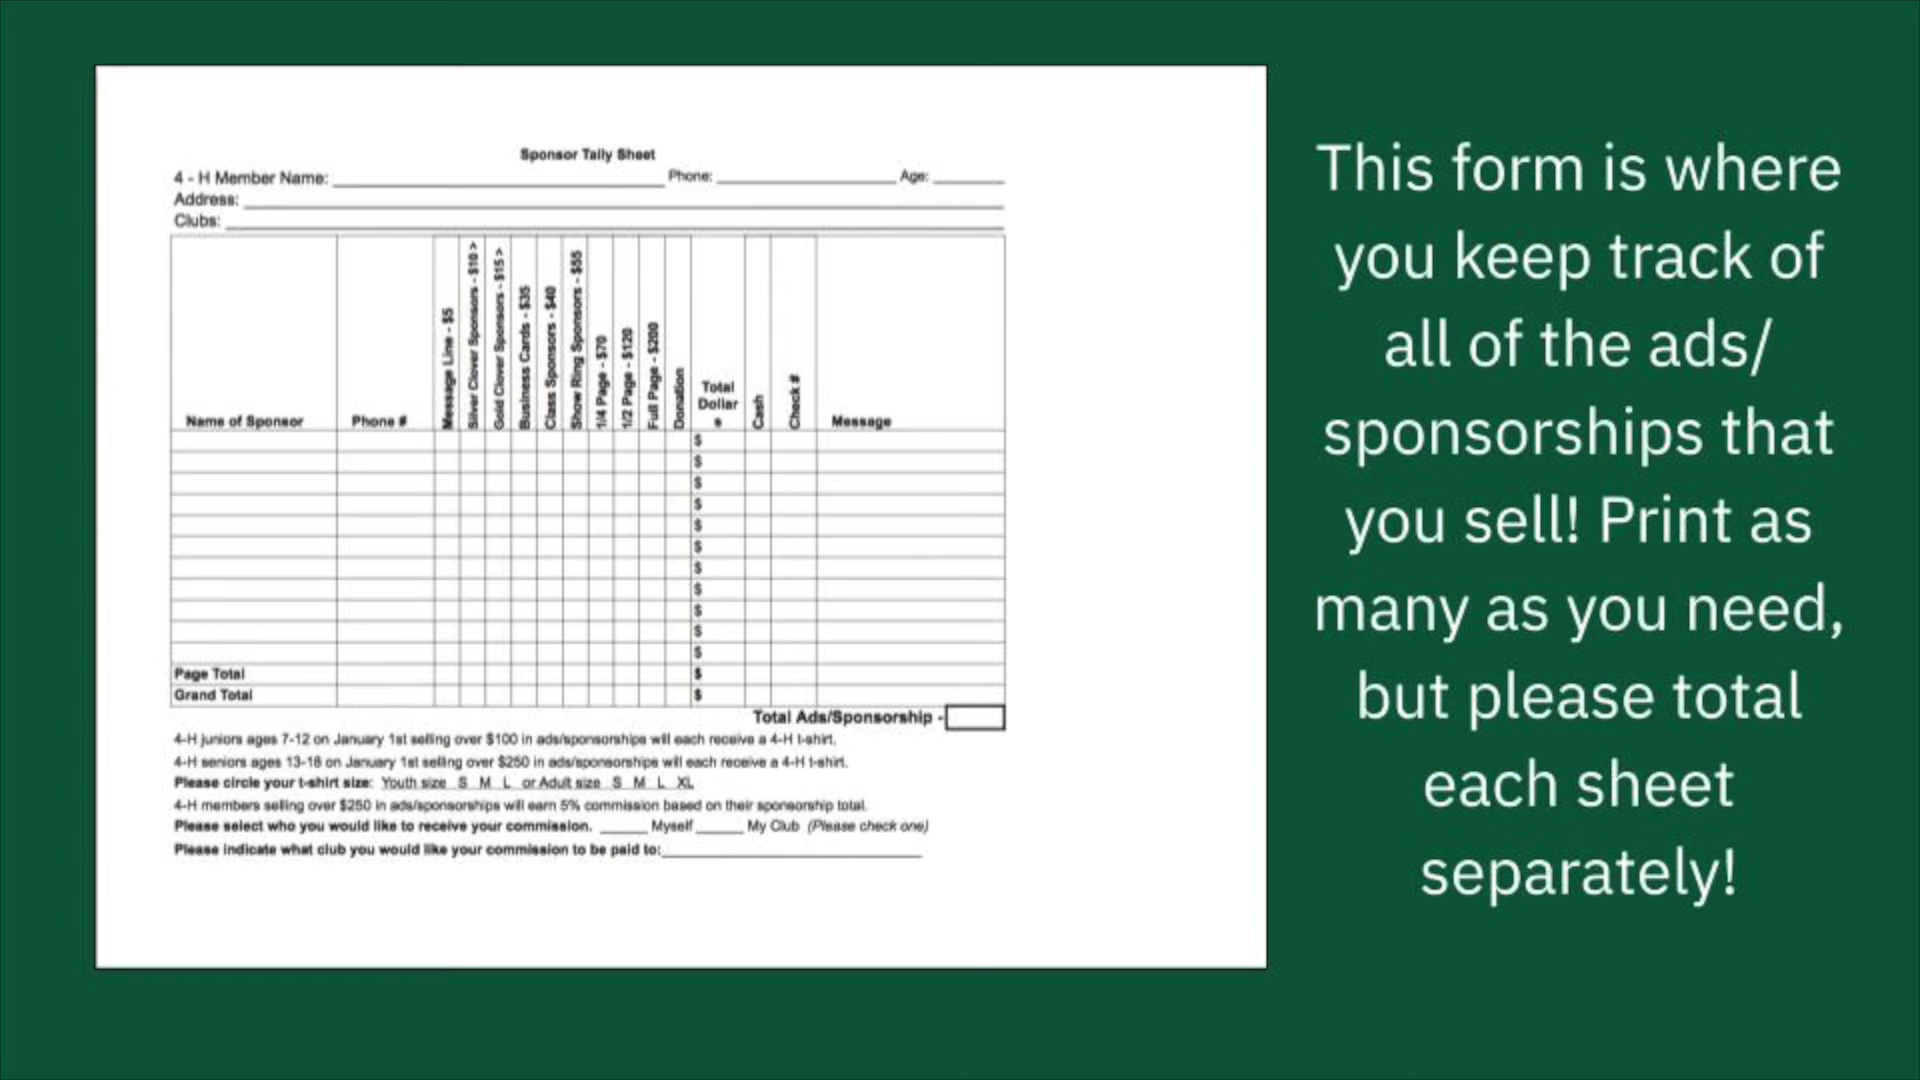 Sponsor Tally Sheet
4 - H Member Name: Phone: Age:
Address:
Clubs:
Name of Sponsor Phone # Message Line - $5 Silver Clover Sponsors - $10 > Gold Clover Sponsors - $15 > Business Cards - $35 Class Sponsors - $40 Show Ring Sponsors - $55 1/4 Page - $70 1/2 Page - $120 Full Page - $200 Donation Total Dollar Cash Check # Message
$
$
$
$
$
$
$
$
$
$
$
Page Total $
Grand Total $
Total Ads/Sponsorship -
4-H juniors ages 7-12 on January 1st selling over $100 in ads/sponsorships will each receive a 4-H t-shirt.
4-H seniors ages 13-18 on January 1st selling over $250 in ads/sponsorships will each receive a 4-H t-shirt.
Please circle your t-shirt size: Youth size S M L or Adult size S M L XL
4-H members selling over $250 in ads/sponsorships will earn 5% commission based on their sponsorship total.
Please select who you would like to receive your commission. Myself My Club (Please check one)
Please indicate what club you would like your commission to be paid to:
This form is where
you keep track of
all of the ads/
sponsorships that
you sell! Print as
many as you need,
but please total
each sheet
separately!